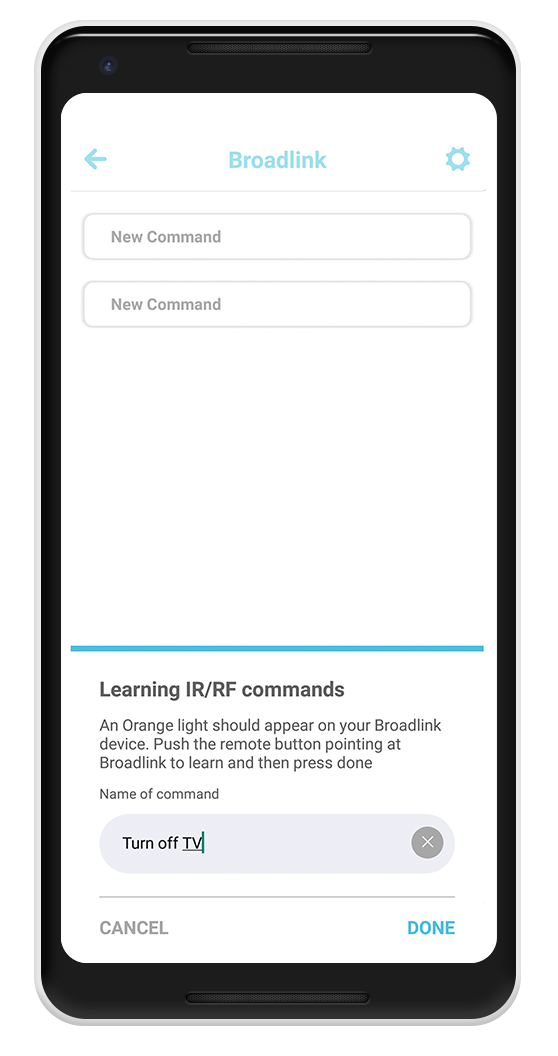 Broadlink
New Command
New Command
Learning IR/RF commands
An Orange light should appear on your Broadlink
device. Push the remote button pointing at
Broadlink to learn and then press done
Name of command
Turn off TV
CANCEL DONE